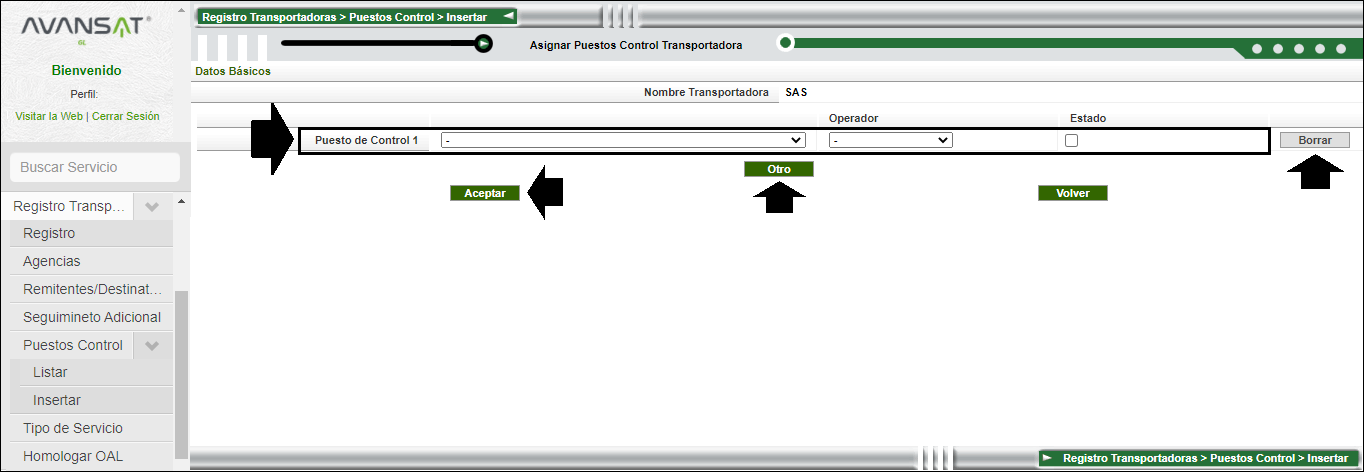 AVANSAT®
GL
Bienvenido
Perfil:
Visitar la Web | Cerrar Sesión
Buscar Servicio
Registro Transp...
Registro
Agencias
Remitentes/Destinat...
Seguimineto Adicional
Puestos Control
Listar
Insertar
Tipo de Servicio
Homologar OAL
Registro Transportadoras > Puestos Control > Insertar
Asignar Puestos Control Transportadora
Datos Básicos
Nombre Transportadora SAS
Operador Estado
Puesto de Control 1 - - Borrar
Otro
Aceptar Volver
Registro Transportadoras > Puestos Control > Insertar